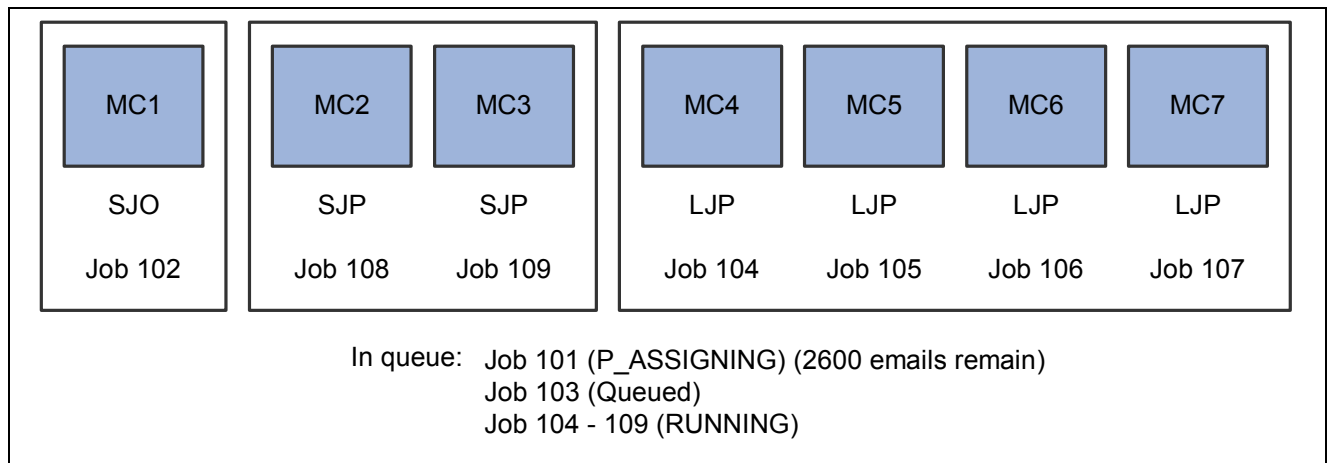 MC1 MC2 MC3 MC4 MC5 MC6 MC7
SJO SJP SJP LJP LJP LJP LJP
Job 102 Job 108 Job 109 Job 104 Job 105 Job 106 Job 107
In queue: Job 101 (P_ASSIGNING) (2600 emails remain)
Job 103 (Queued)
Job 104 - 109 (RUNNING)